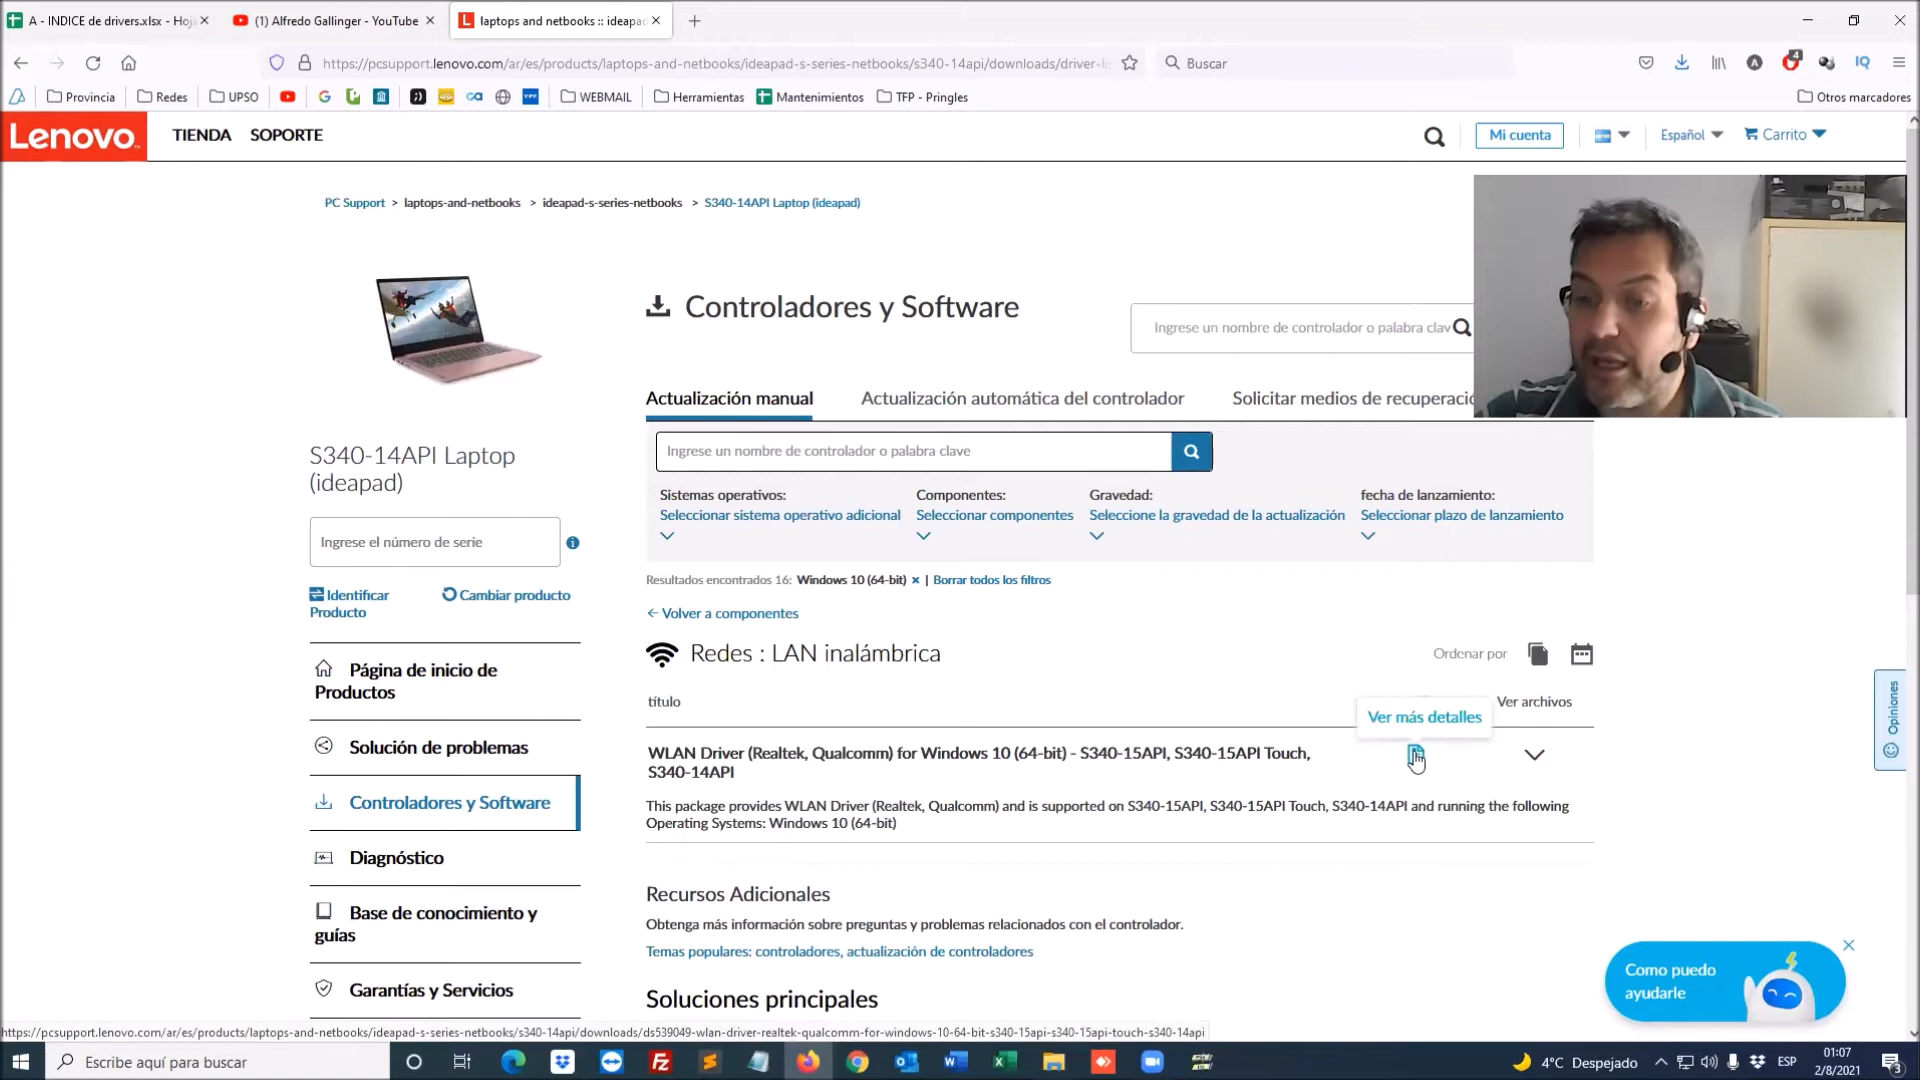 A - INDICE de drivers.xlsx - Hoja
(1) Alfredo Gallinger - YouTube
laptops and netbooks :: ideapad
https://pcsupport.lenovo.com/ar/es/products/laptops-and-netbooks/ideapad-s-series-netbooks/s340-14api/downloads/driver-li
Buscar
4
IQ
Provincia
Redes
UPSO
WEBMAIL
Herramientas
Mantenimientos
TFP - Pringles
Otros marcadores
Lenovo
TIENDA
SOPORTE
Mi cuenta
Español
Carrito
PC Support > laptops-and-netbooks > ideapad-s-series-netbooks > S340-14API Laptop (ideapad)
Controladores y Software
Ingrese un nombre de controlador o palabra clav
Actualización manual
Actualización automática del controlador
Solicitar medios de recuperació
Ingrese un nombre de controlador o palabra clave
S340-14API Laptop
(ideapad)
Ingrese el número de serie
Identificar
Producto
Cambiar producto
Sistemas operativos:
Seleccionar sistema operativo adicional
Componentes:
Seleccionar componentes
Gravedad:
Seleccione la gravedad de la actualización
fecha de lanzamiento:
Seleccionar plazo de lanzamiento
Resultados encontrados 16: Windows 10 (64-bit) × | Borrar todos los filtros
← Volver a componentes
Redes : LAN inalámbrica
Ordenar por
título
Ver archivos
Ver más detalles
WLAN Driver (Realtek, Qualcomm) for Windows 10 (64-bit) - S340-15API, S340-15API Touch,
S340-14API
This package provides WLAN Driver (Realtek, Qualcomm) and is supported on S340-15API, S340-15API Touch, S340-14API and running the following
Operating Systems: Windows 10 (64-bit)
Recursos Adicionales
Obtenga más información sobre preguntas y problemas relacionados con el controlador.
Temas populares: controladores, actualización de controladores
Soluciones principales
Página de inicio de
Productos
Solución de problemas
Controladores y Software
Diagnóstico
Base de conocimiento y
guías
Garantías y Servicios
Opiniones
Como puedo
ayudarle
https://pcsupport.lenovo.com/ar/es/products/laptops-and-netbooks/ideapad-s-series-netbooks/s340-14api/downloads/ds539049-wlan-driver-realtek-qualcomm-for-windows-10-64-bit-s340-15api-s340-15api-touch-s340-14api
Escribe aquí para buscar
4°C Despejado
ESP
01:07
2/8/2021
3